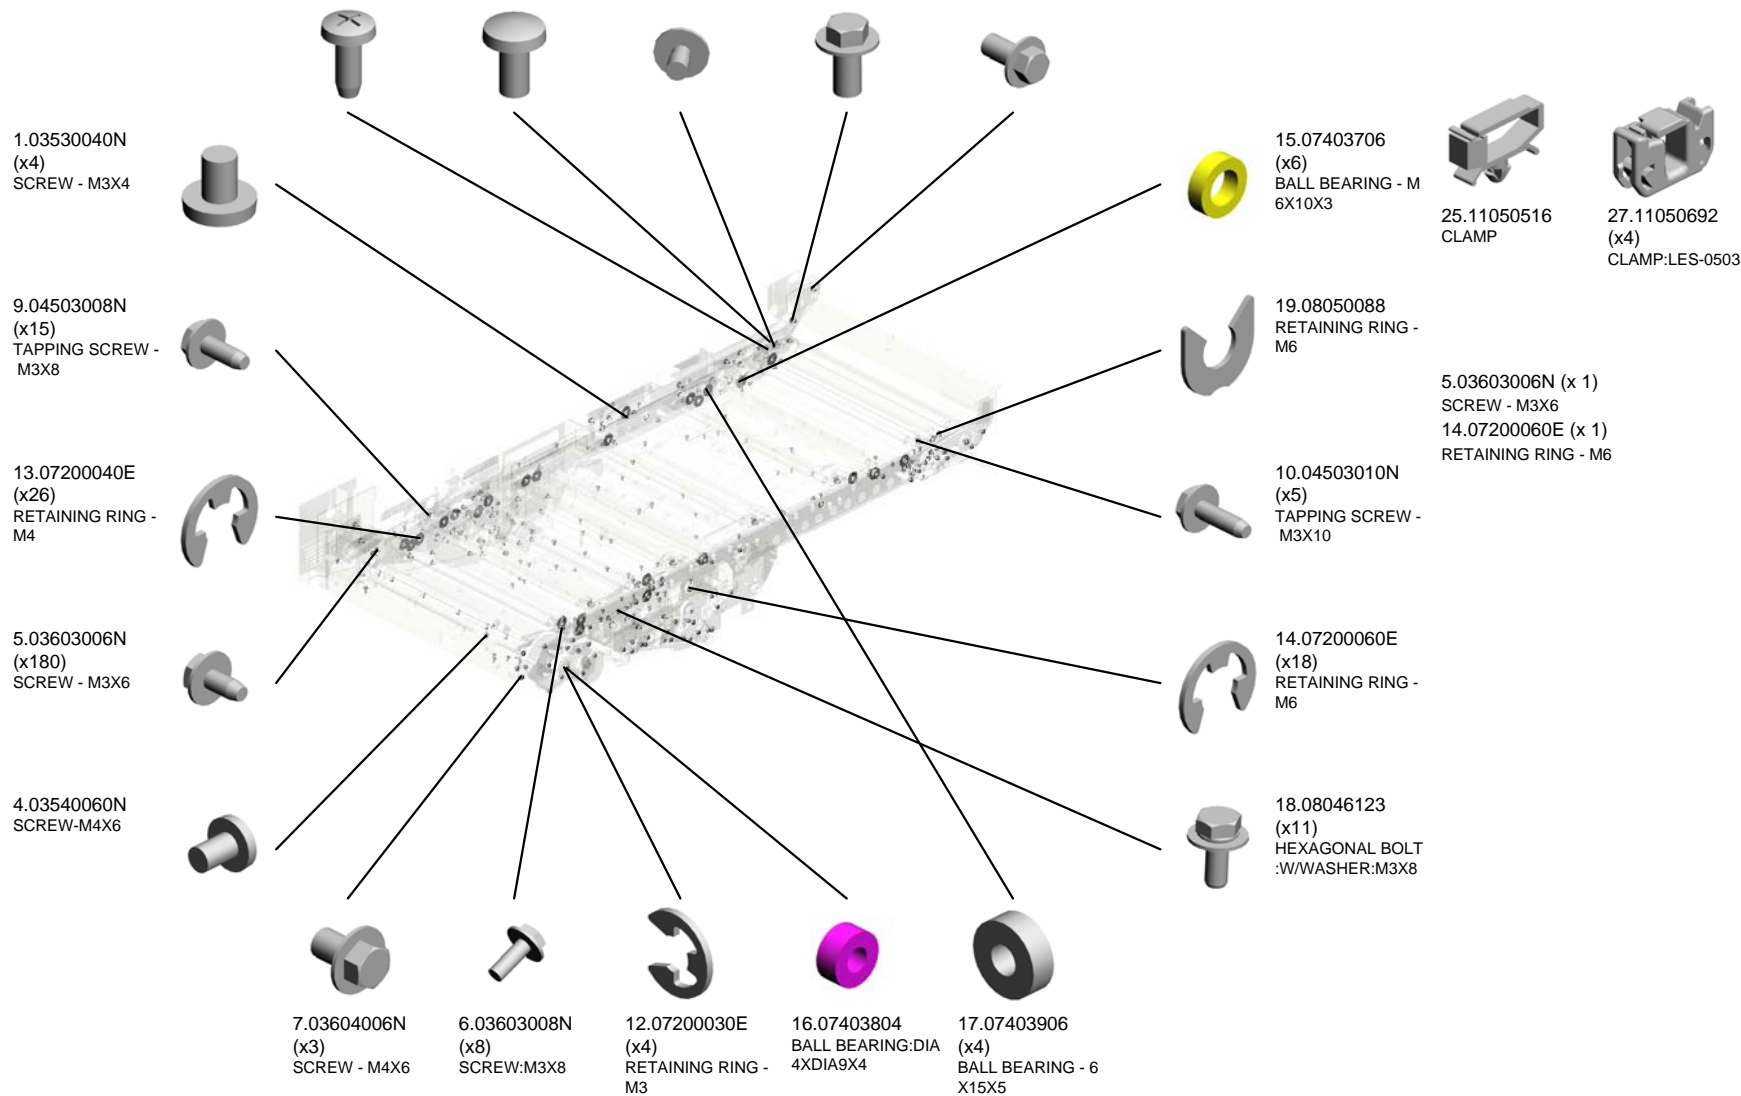 1.03530040N
(x4)
SCREW - M3X4
9.04503008N
(x15)
TAPPING SCREW -
M3X8
13.07200040E
(x26)
RETAINING RING -
M4
5.03603006N
(x180)
SCREW - M3X6
4.03540060N
SCREW-M4X6
7.03604006N
(x3)
SCREW - M4X6
6.03603008N
(x8)
SCREW:M3X8
12.07200030E
(x4)
RETAINING RING -
M3
16.07403804
BALL BEARING:DIA
4XDIA9X4
17.07403906
(x4)
BALL BEARING - 6
X15X5
15.07403706
(x6)
BALL BEARING - M
6X10X3
19.08050088
RETAINING RING -
M6
10.04503010N
(x5)
TAPPING SCREW -
M3X10
14.07200060E
(x18)
RETAINING RING -
M6
18.08046123
(x11)
HEXAGONAL BOLT
:W/WASHER:M3X8
25.11050516
CLAMP
27.11050692
(x4)
CLAMP:LES-0503
5.03603006N (x 1)
SCREW - M3X6
14.07200060E (x 1)
RETAINING RING - M6